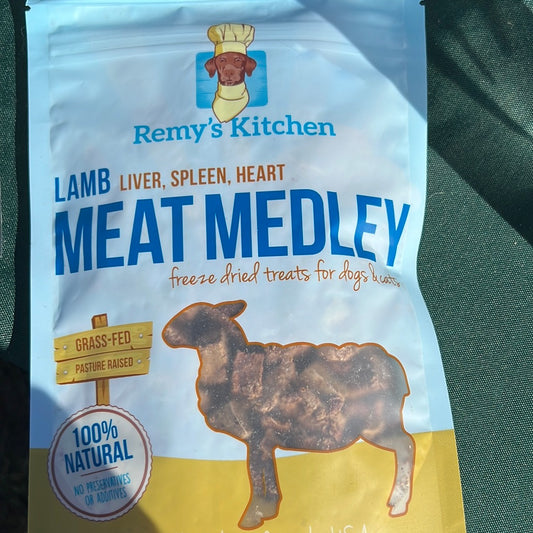 Remy's Kitchen
LAMB LIVER, SPLEEN, HEART
MEAT MEDLEY
freeze dried treats for dogs & cats
GRASS-FED
PASTURE RAISED
100%
NATURAL
NO PRESERVATIVES
OR ADDITIVES
USA